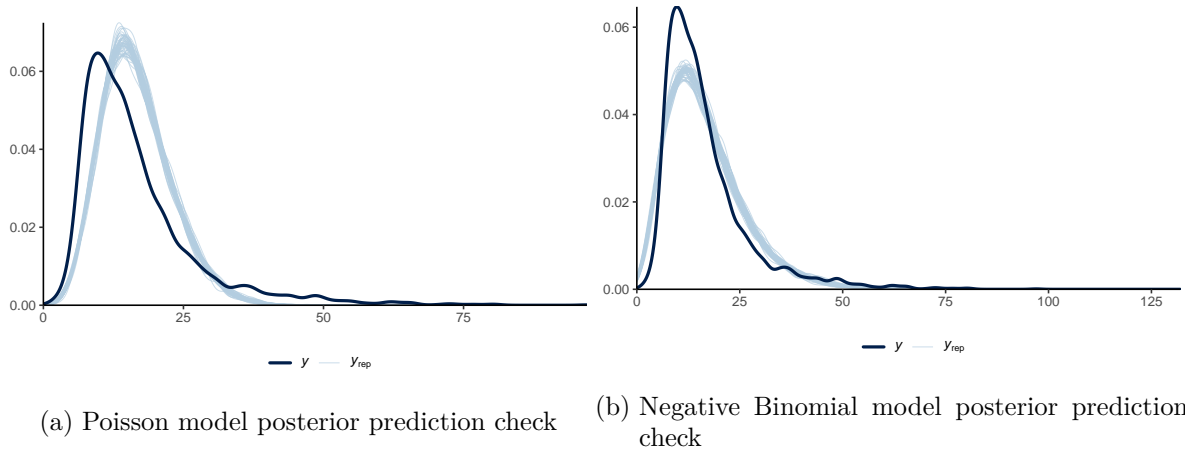 0.06
0.04
0.02
0.00
0 25 50 75
y yrep
(a) Poisson model posterior prediction check
0.06
0.04
0.02
0.00
0 25 50 75 100 125
y yrep
(b) Negative Binomial model posterior prediction
check